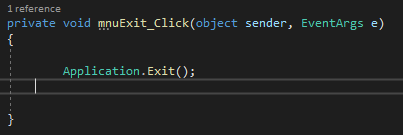 1 reference
private void mnuExit_Click(object sender, EventArgs e)
{
Application.Exit();
}